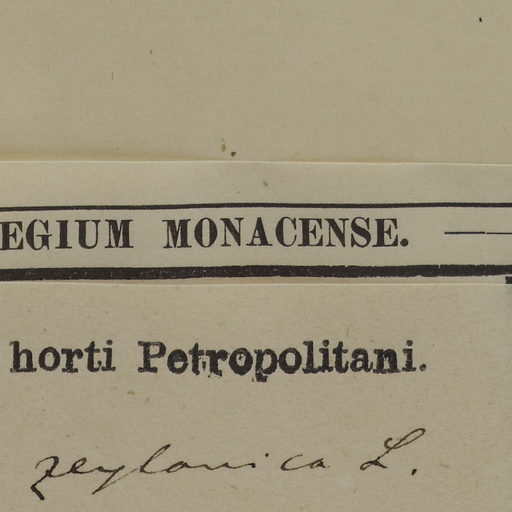 EGIUM MONACENSE.
horti Petropolitani.
zeylanica L.